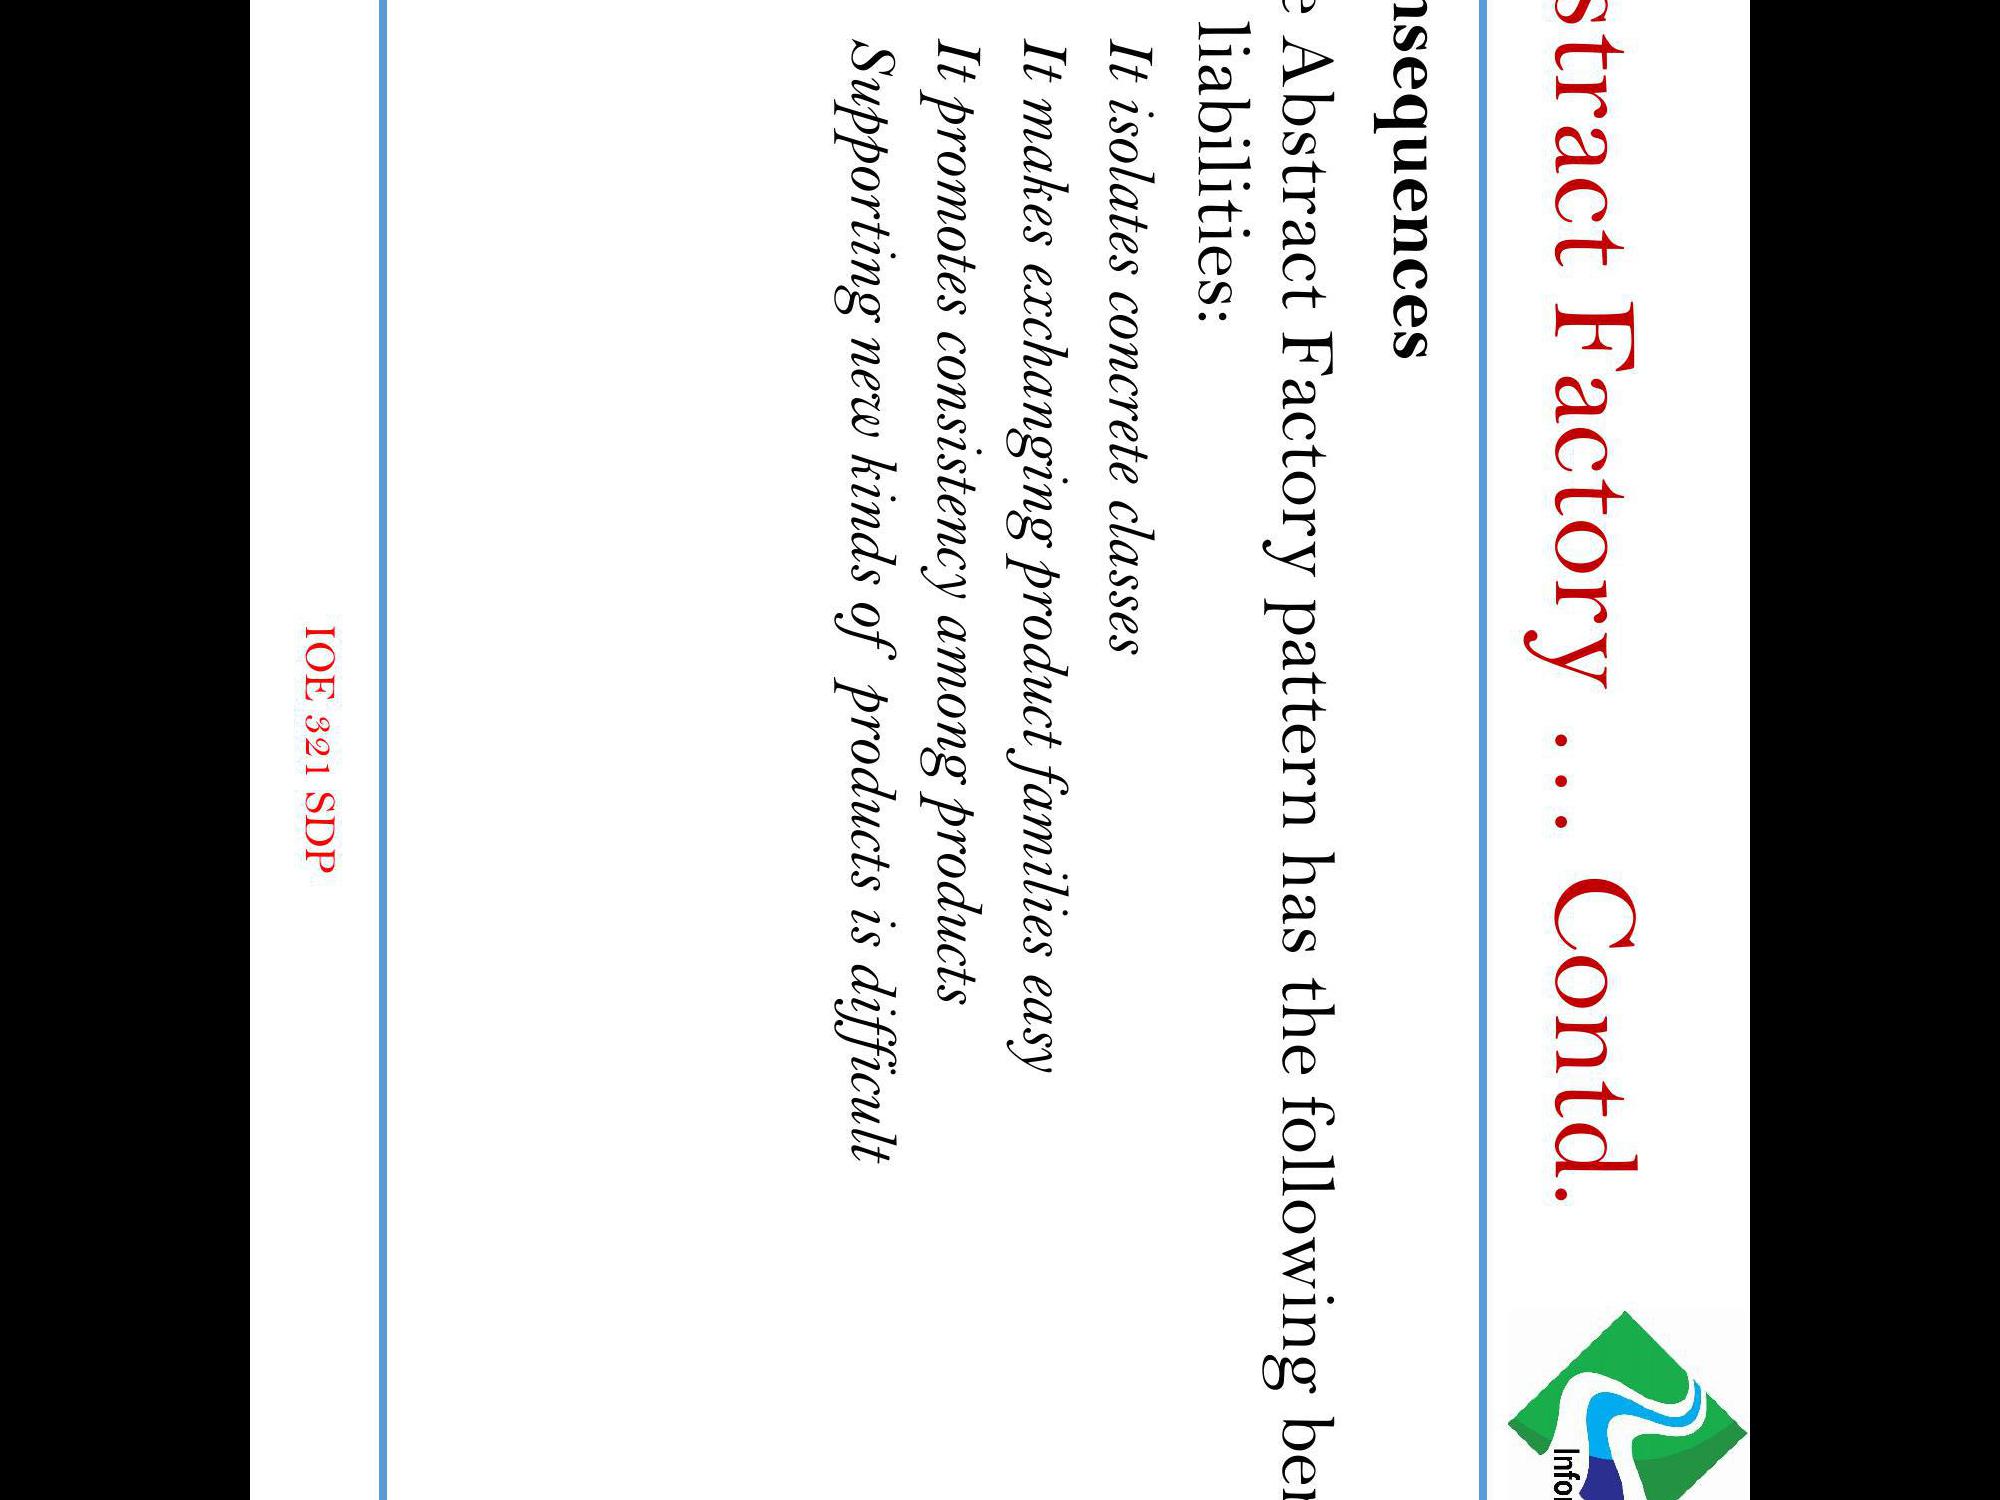 stract Factory ... Contd.
nsequences
e Abstract Factory pattern has the following ben
liabilities:
It isolates concrete classes
It makes exchanging product families easy
It promotes consistency among products
Supporting new kinds of products is difficult
IOE 321 SDP
Infor